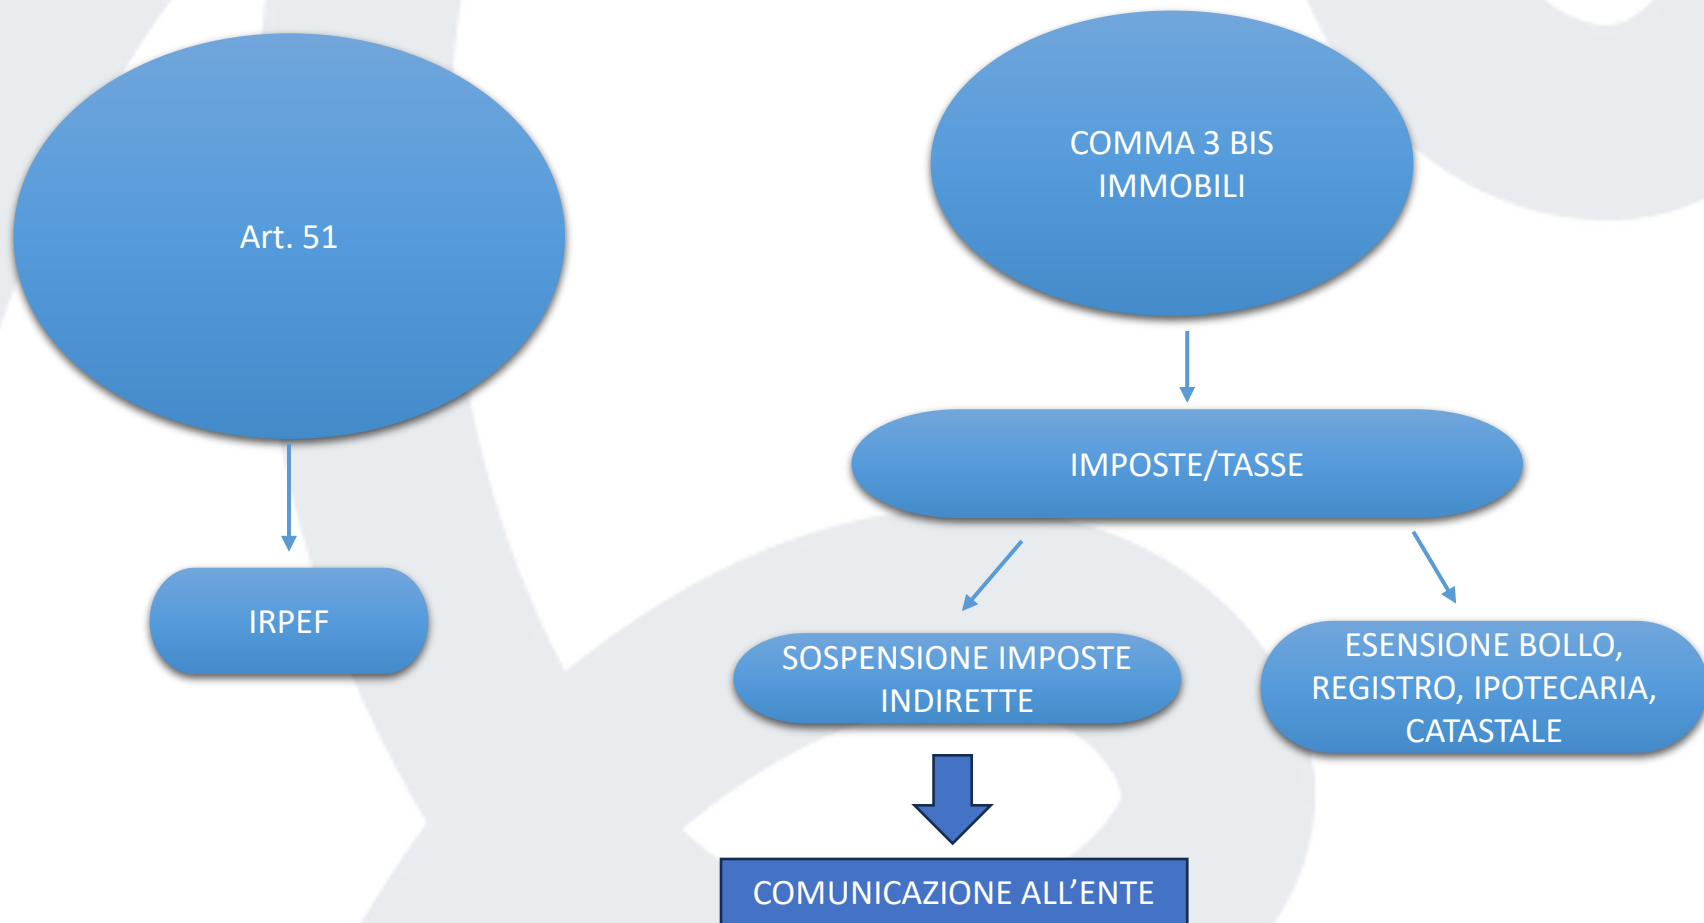 Art. 51
IRPEF
COMMA 3 BIS
IMMOBILI
IMPOSTE/TASSE
SOSPENSIONE IMPOSTE
INDIRETTE
ESENSIONE BOLLO,
REGISTRO, IPOTECARIA,
CATASTALE
COMUNICAZIONE ALL’ENTE